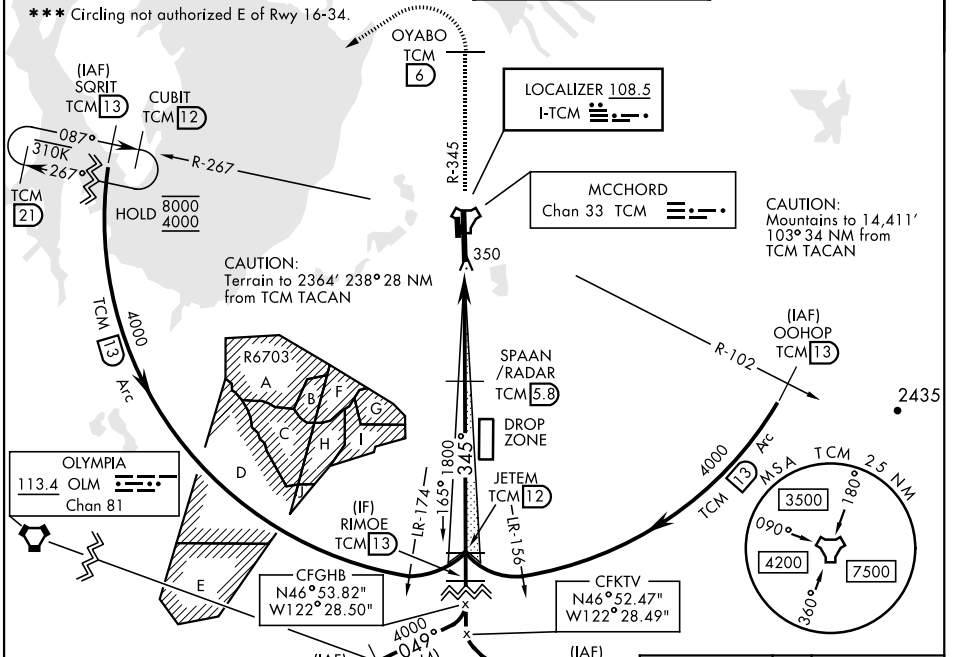 *** Circling not authorized E of Rwy 16-34.
OYABO
TCM
6
(IAF)
SQRIT
TCM 13
CUBIT
TCM 12
LOCALIZER 108.5
I-TCM
087°
310K
267°
R-267
R-345
TCM
21
HOLD 8000
4000
MCCHORD
Chan 33 TCM
CAUTION:
Mountains to 14,411'
103° 34 NM from
TCM TACAN
350
CAUTION:
Terrain to 2364' 238° 28 NM
from TCM TACAN
4000
TCM 13 Arc
(IAF)
OOHOP
TCM 13
R-102
R6703
A
B
F
G
C
H
I
D
J
E
SPAAN
/RADAR
TCM 5.8
2435
DROP
ZONE
1800
345°
165°
4000
TCM 13 Arc
OLYMPIA
113.4 OLM
Chan 81
LR-174
JETEM
TCM 12
LR-156
(IF)
RIMOE
TCM 13
MSA TCM 25 NM
3500
180°
090°
4200
7500
360°
CFGHB
N46°53.82"
W122°28.50"
CFKTV
N46°52.47"
W122°28.49"
x
x
4000
049°
(IAF)
(IAF)